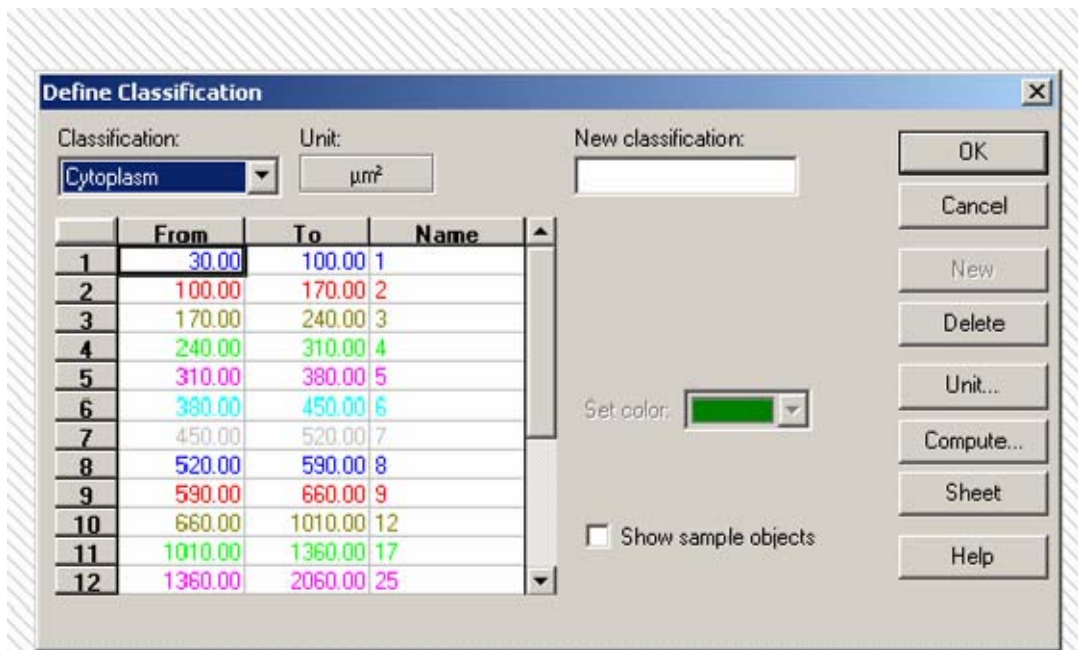 Define Classification
Classification: Unit: New classification:
Cytoplasm µm²
OK
Cancel
New
Delete
Unit...
Compute...
Sheet
Help
From To Name
1 30.00 100.00 1
2 100.00 170.00 2
3 170.00 240.00 3
4 240.00 310.00 4
5 310.00 380.00 5
6 380.00 450.00 6
7 450.00 520.00 7
8 520.00 590.00 8
9 590.00 660.00 9
10 660.00 1010.00 12
11 1010.00 1360.00 17
12 1360.00 2060.00 25
Set color:
Show sample objects